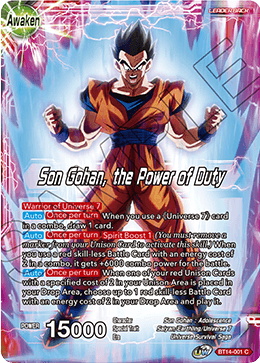 Awaken
LEADER BACK
Son Gohan, the Power of Duty
Warrior of Universe 7
Auto Once per turn When you use a ‹Universe 7› card
in a combo, draw 1 card.
Auto Once per turn Spirit Boost 1 (You must remove a
marker from your Unison Card to activate this skill.) When
you use a red skill-less Battle Card with an energy cost of
2 in a combo, it gets +6000 combo power for the battle.
Auto Once per turn When one of your red Unison Cards
with a specified cost of 2 in your Unison Area is placed in
your Drop Area, choose up to 1 red skill-less Battle Card
with an energy cost of 2 in your Drop Area and play it.
POWER 15000
Character Son Gohan : Adolescence
Special Trait Saiyan/Earthling/Universe 7
Era Universe Survival Saga
BT14-001 C